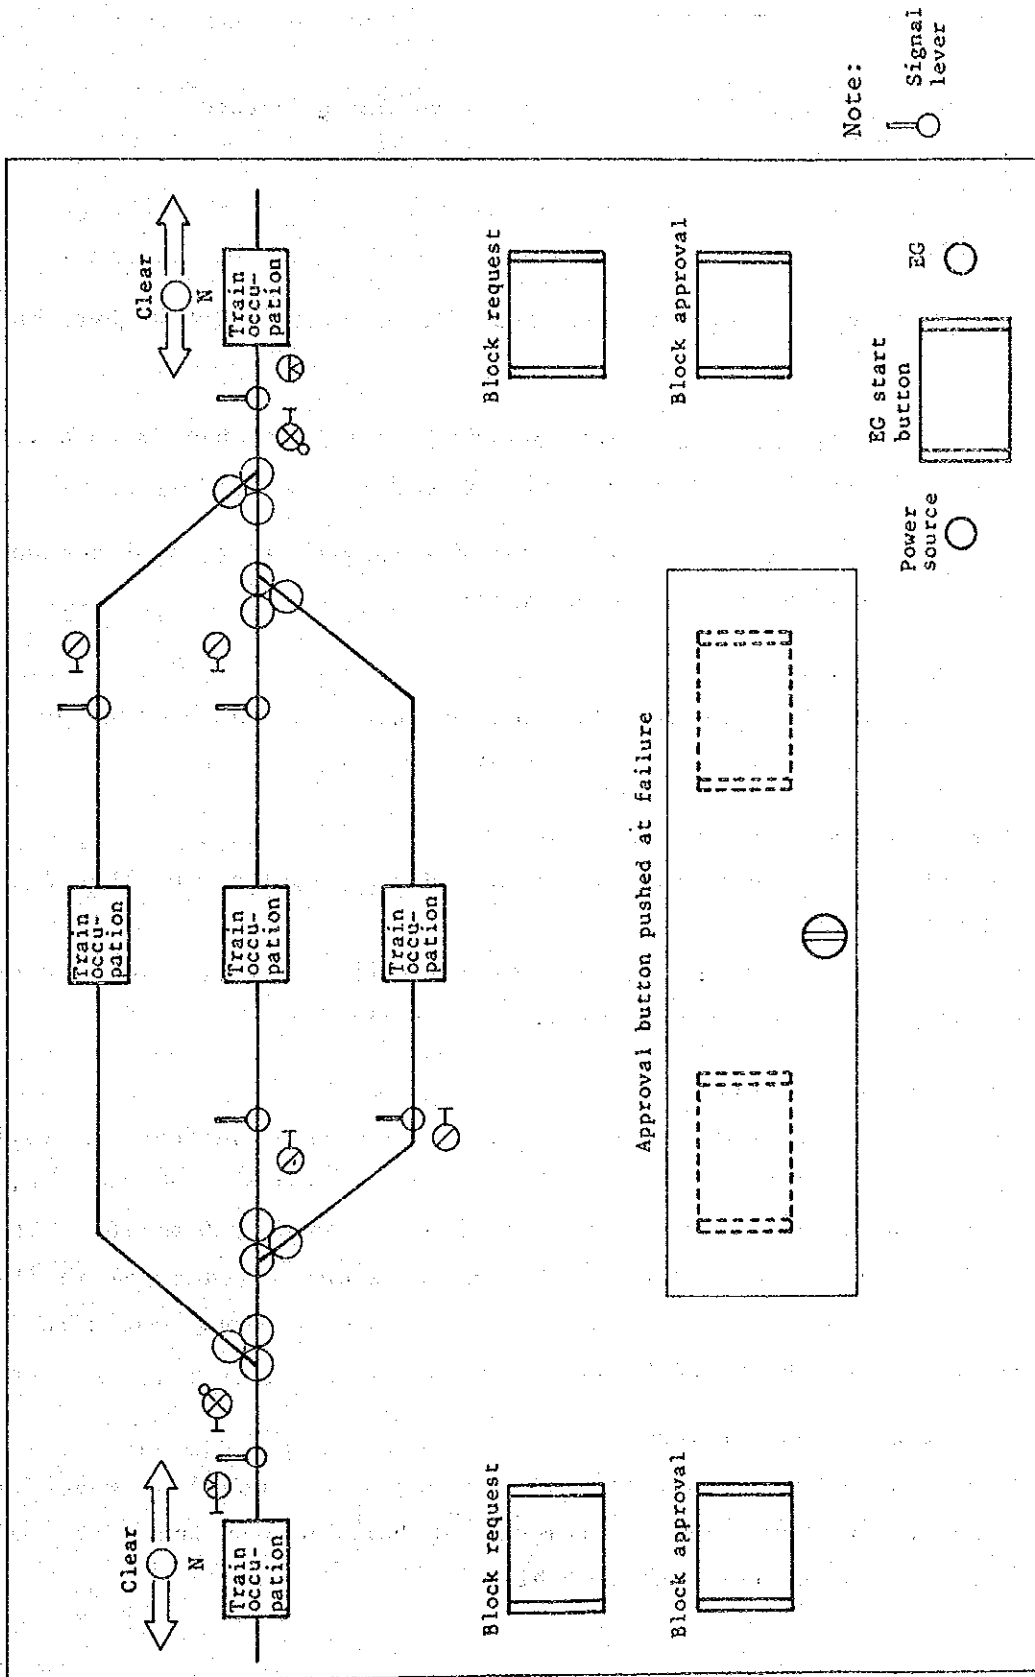 Clear
N
Train
occu-
pation
Clear
N
Train
occu-
pation
Train
occu-
pation
Train
occu-
pation
Train
occu-
pation
Block request
Block approval
Approval button pushed at failure
Block request
Block approval
Power
source
EG start
button
EG
Note:
Signal
lever